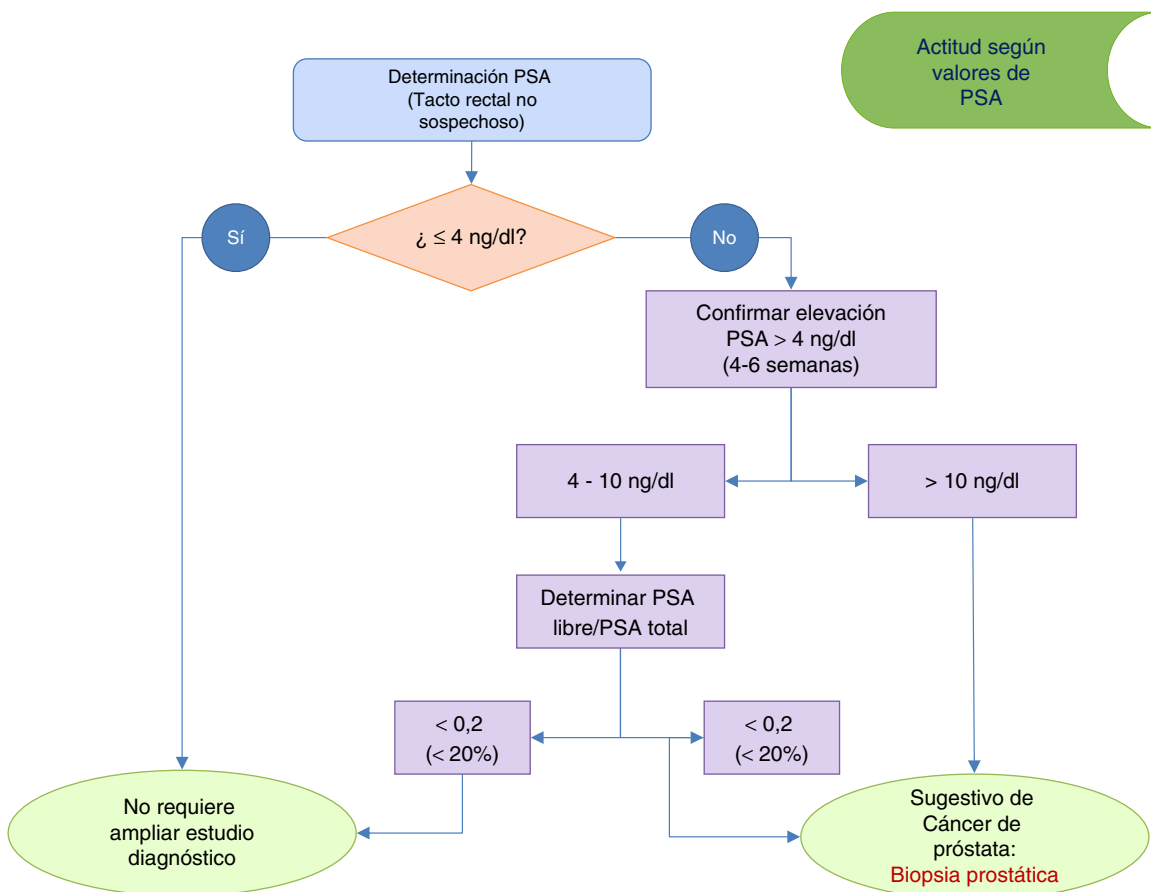 Actitud según
valores de
PSA
Determinación PSA
(Tacto rectal no
sospechoso)
¿ ≤ 4 ng/dl?
Sí
No
Confirmar elevación
PSA > 4 ng/dl
(4-6 semanas)
4 - 10 ng/dl
> 10 ng/dl
Determinar PSA
libre/PSA total
< 0,2
(< 20%)
< 0,2
(< 20%)
No requiere
ampliar estudio
diagnóstico
Sugestivo de
Cáncer de
próstata:
Biopsia prostática